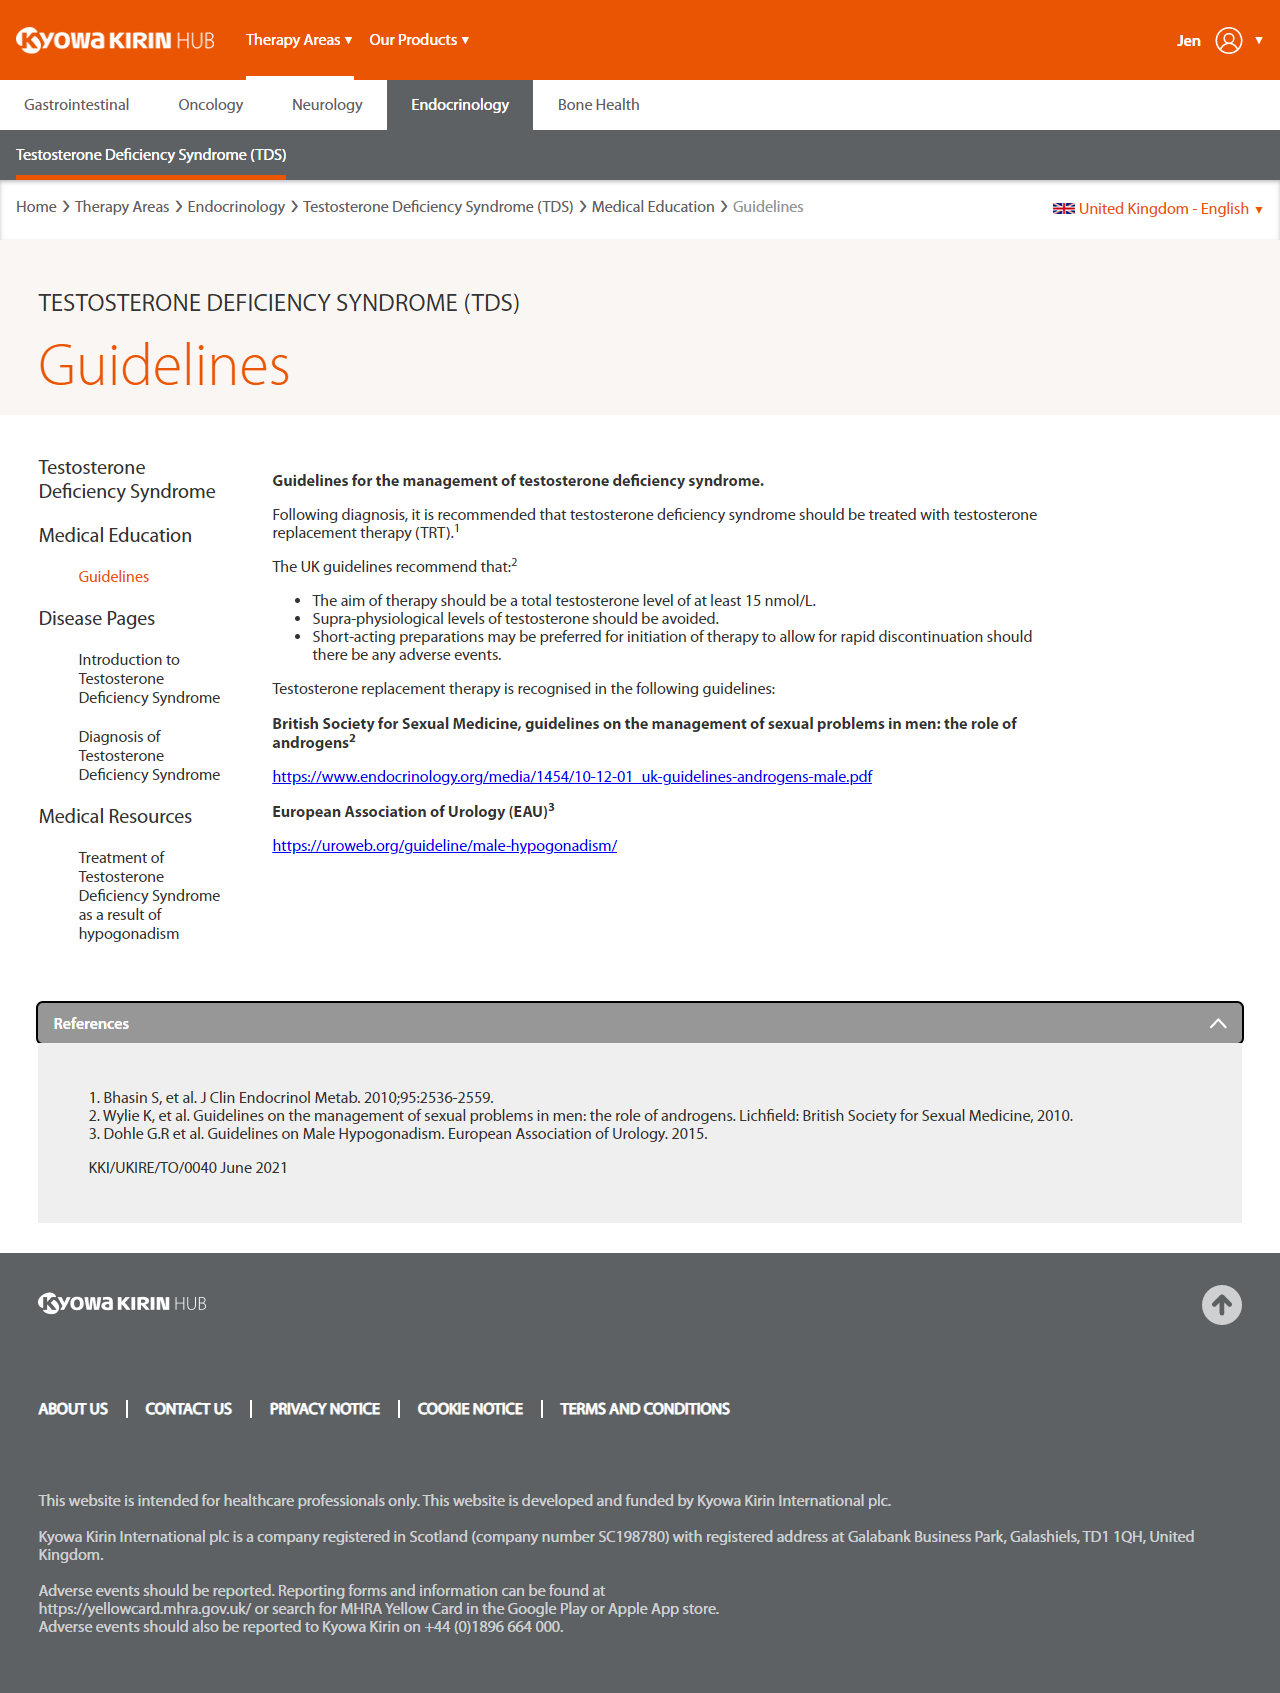 KYOWA KIRIN HUB
Therapy Areas ▼ Our Products ▼
Jen ▼
Gastrointestinal Oncology Neurology Endocrinology Bone Health
Testosterone Deficiency Syndrome (TDS)
Home > Therapy Areas > Endocrinology > Testosterone Deficiency Syndrome (TDS) > Medical Education > Guidelines
United Kingdom - English ▼
TESTOSTERONE DEFICIENCY SYNDROME (TDS)
Guidelines
Testosterone
Deficiency Syndrome
Medical Education
Guidelines
Disease Pages
Introduction to
Testosterone
Deficiency Syndrome
Diagnosis of
Testosterone
Deficiency Syndrome
Medical Resources
Treatment of
Testosterone
Deficiency Syndrome
as a result of
hypogonadism
Guidelines for the management of testosterone deficiency syndrome.
Following diagnosis, it is recommended that testosterone deficiency syndrome should be treated with testosterone
replacement therapy (TRT).1
The UK guidelines recommend that:2
• The aim of therapy should be a total testosterone level of at least 15 nmol/L.
• Supra-physiological levels of testosterone should be avoided.
• Short-acting preparations may be preferred for initiation of therapy to allow for rapid discontinuation should
there be any adverse events.
Testosterone replacement therapy is recognised in the following guidelines:
British Society for Sexual Medicine, guidelines on the management of sexual problems in men: the role of
androgens2
https://www.endocrinology.org/media/1454/10-12-01_uk-guidelines-androgens-male.pdf
European Association of Urology (EAU)3
https://uroweb.org/guideline/male-hypogonadism/
References
1. Bhasin S, et al. J Clin Endocrinol Metab. 2010;95:2536-2559.
2. Wylie K, et al. Guidelines on the management of sexual problems in men: the role of androgens. Lichfield: British Society for Sexual Medicine, 2010.
3. Dohle G.R et al. Guidelines on Male Hypogonadism. European Association of Urology. 2015.
KKI/UKIRE/TO/0040 June 2021
KYOWA KIRIN HUB
ABOUT US | CONTACT US | PRIVACY NOTICE | COOKIE NOTICE | TERMS AND CONDITIONS
This website is intended for healthcare professionals only. This website is developed and funded by Kyowa Kirin International plc.
Kyowa Kirin International plc is a company registered in Scotland (company number SC198780) with registered address at Galabank Business Park, Galashiels, TD1 1QH, United
Kingdom.
Adverse events should be reported. Reporting forms and information can be found at
https://yellowcard.mhra.gov.uk/ or search for MHRA Yellow Card in the Google Play or Apple App store.
Adverse events should also be reported to Kyowa Kirin on +44 (0)1896 664 000.